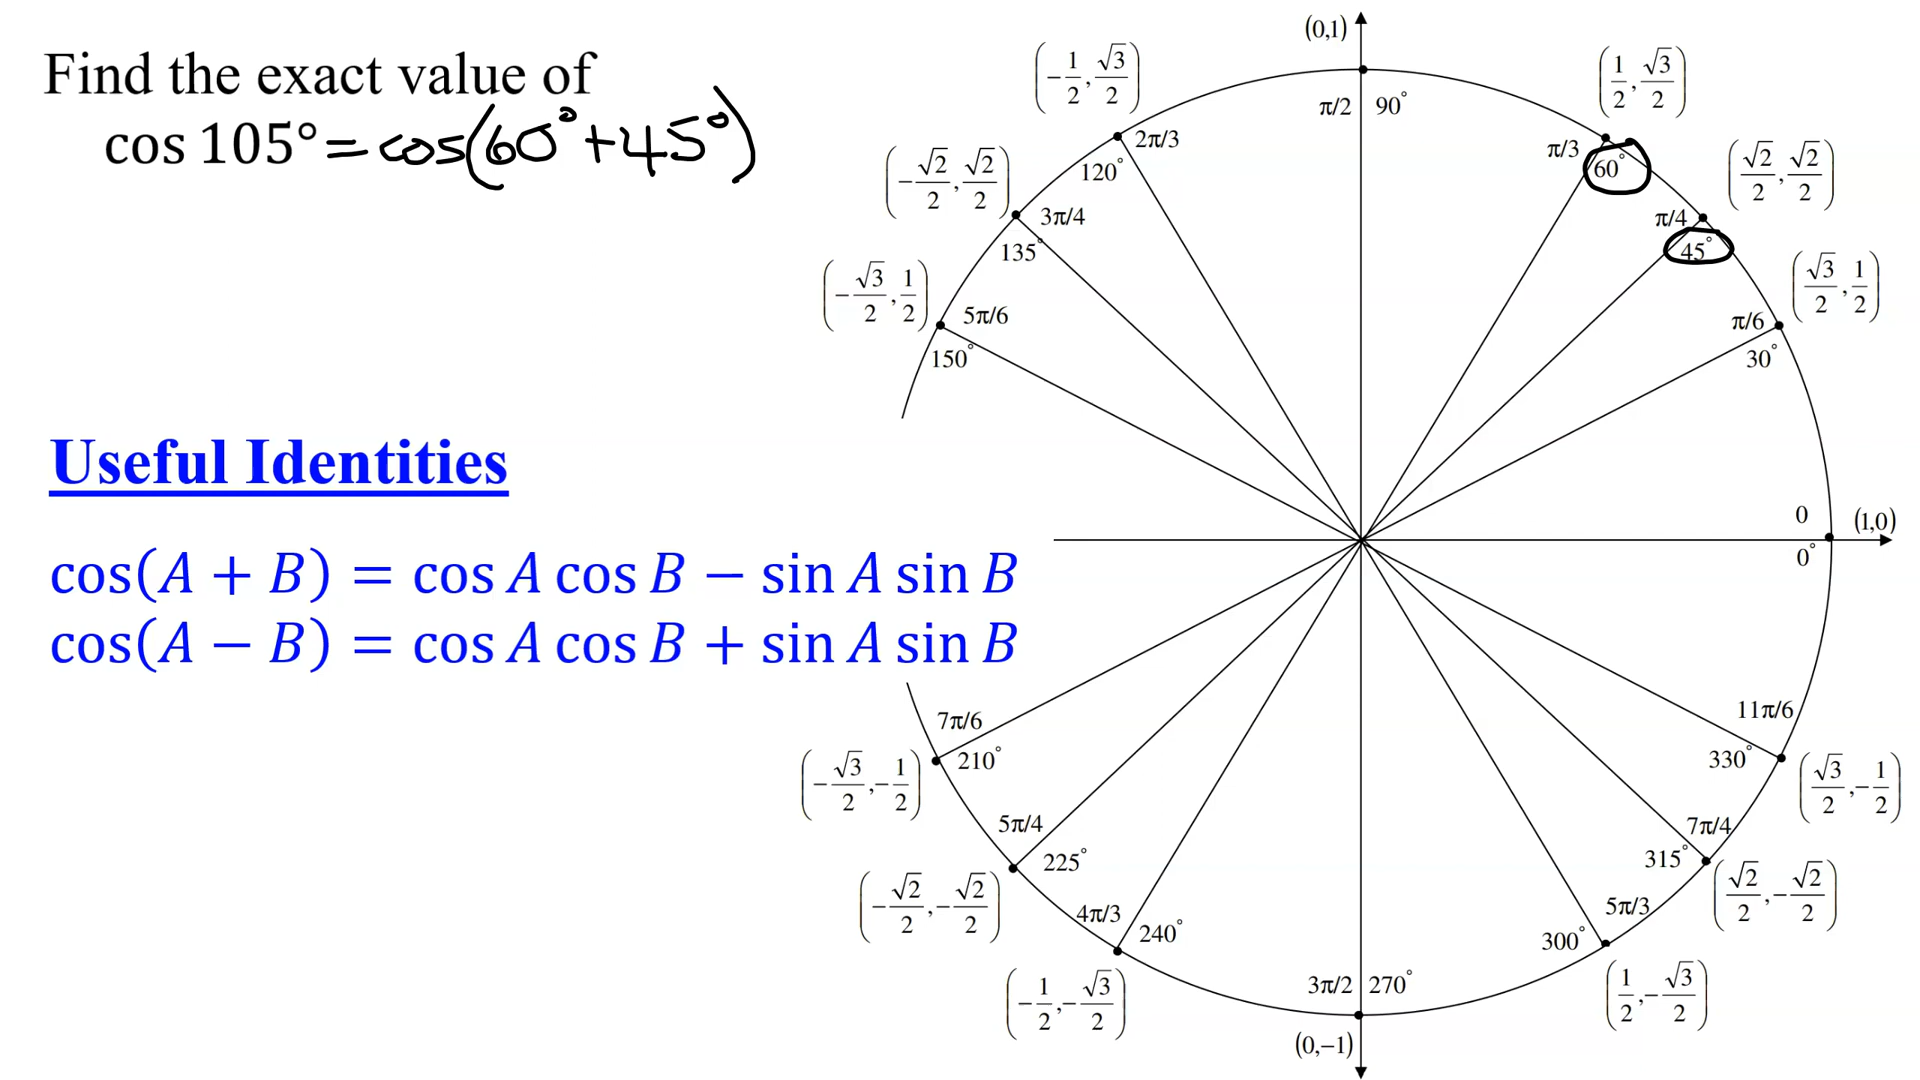 Find the exact value of
cos 105° = cos(60° + 45°)
Useful Identities
cos(A + B) = cos A cos B − sin A sin B
cos(A − B) = cos A cos B + sin A sin B
(0,1)
π/2 90°
(1/2, √3/2)
π/3 60°
(√2/2, √2/2)
π/4 45°
(√3/2, 1/2)
π/6 30°
0 (1,0)
0°
(−1/2, √3/2)
2π/3 120°
(−√2/2, √2/2)
3π/4 135°
(−√3/2, 1/2)
5π/6 150°
7π/6 210°
(−√3/2, −1/2)
5π/4 225°
(−√2/2, −√2/2)
4π/3 240°
(−1/2, −√3/2)
3π/2 270°
(0,−1)
5π/3 300°
(1/2, −√3/2)
7π/4 315°
(√2/2, −√2/2)
11π/6 330°
(√3/2, −1/2)